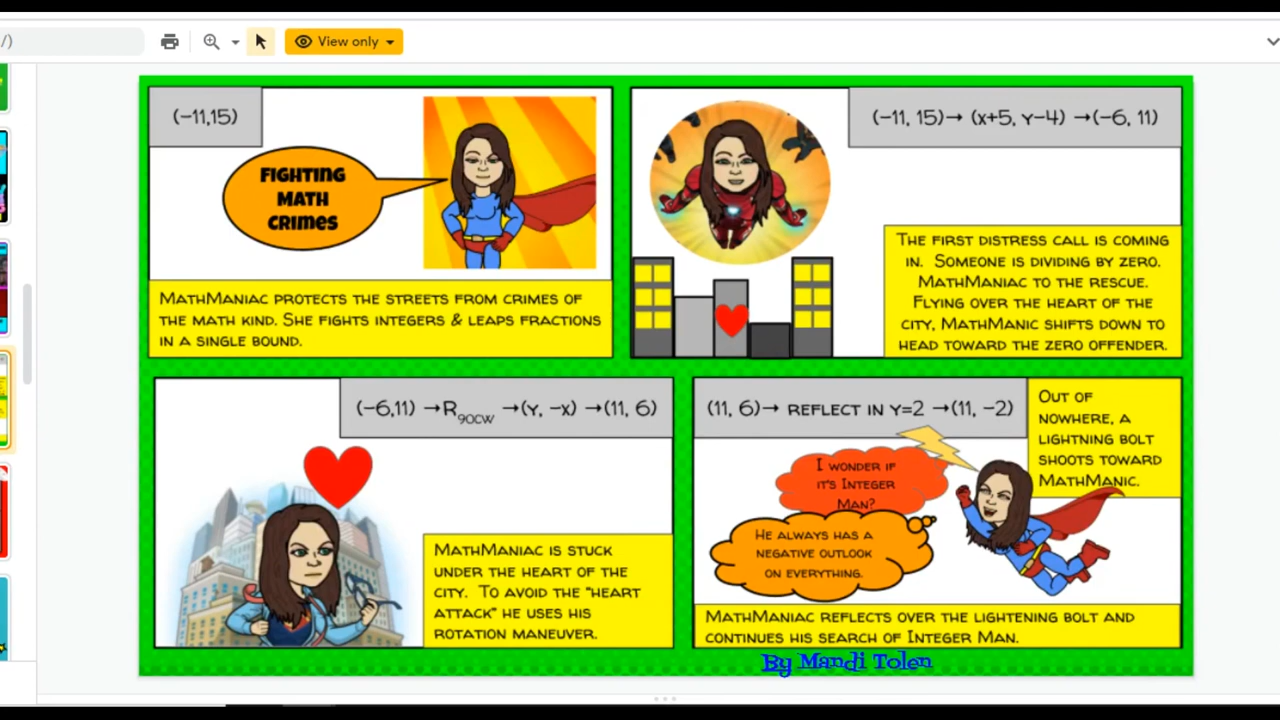 /)
View only
(-11,15)
FIGHTING
MATH
CRIMES
MATHMANIAC PROTECTS THE STREETS FROM CRIMES OF
THE MATH KIND. SHE FIGHTS INTEGERS & LEAPS FRACTIONS
IN A SINGLE BOUND.
(-11, 15)→ (X+5, Y-4) →(-6, 11)
THE FIRST DISTRESS CALL IS COMING
IN. SOMEONE IS DIVIDING BY ZERO.
MATHMANIAC TO THE RESCUE.
FLYING OVER THE HEART OF THE
CITY, MATHMANIC SHIFTS DOWN TO
HEAD TOWARD THE ZERO OFFENDER.
(-6,11) →R90CW →(Y, -X) →(11, 6)
MATHMANIAC IS STUCK
UNDER THE HEART OF THE
CITY. TO AVOID THE "HEART
ATTACK" HE USES HIS
ROTATION MANEUVER.
(11, 6)→ REFLECT IN Y=2 →(11, -2)
OUT OF
NOWHERE, A
LIGHTNING BOLT
SHOOTS TOWARD
MATHMANIC.
I WONDER IF
IT'S INTEGER
MAN?
HE ALWAYS HAS A
NEGATIVE OUTLOOK
ON EVERYTHING.
MATHMANIAC REFLECTS OVER THE LIGHTENING BOLT AND
CONTINUES HIS SEARCH OF INTEGER MAN.
By Mandi Tolen